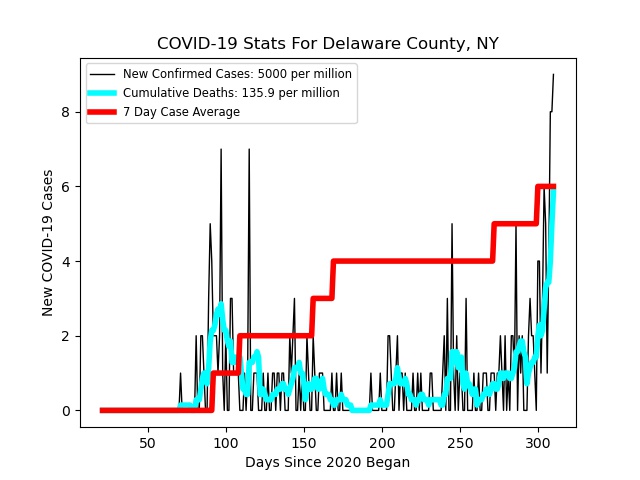 COVID-19 Stats For Delaware County, NY
New Confirmed Cases: 5000 per million
Cumulative Deaths: 135.9 per million
7 Day Case Average
New COVID-19 Cases
8
6
4
2
0
50 100 150 200 250 300
Days Since 2020 Began